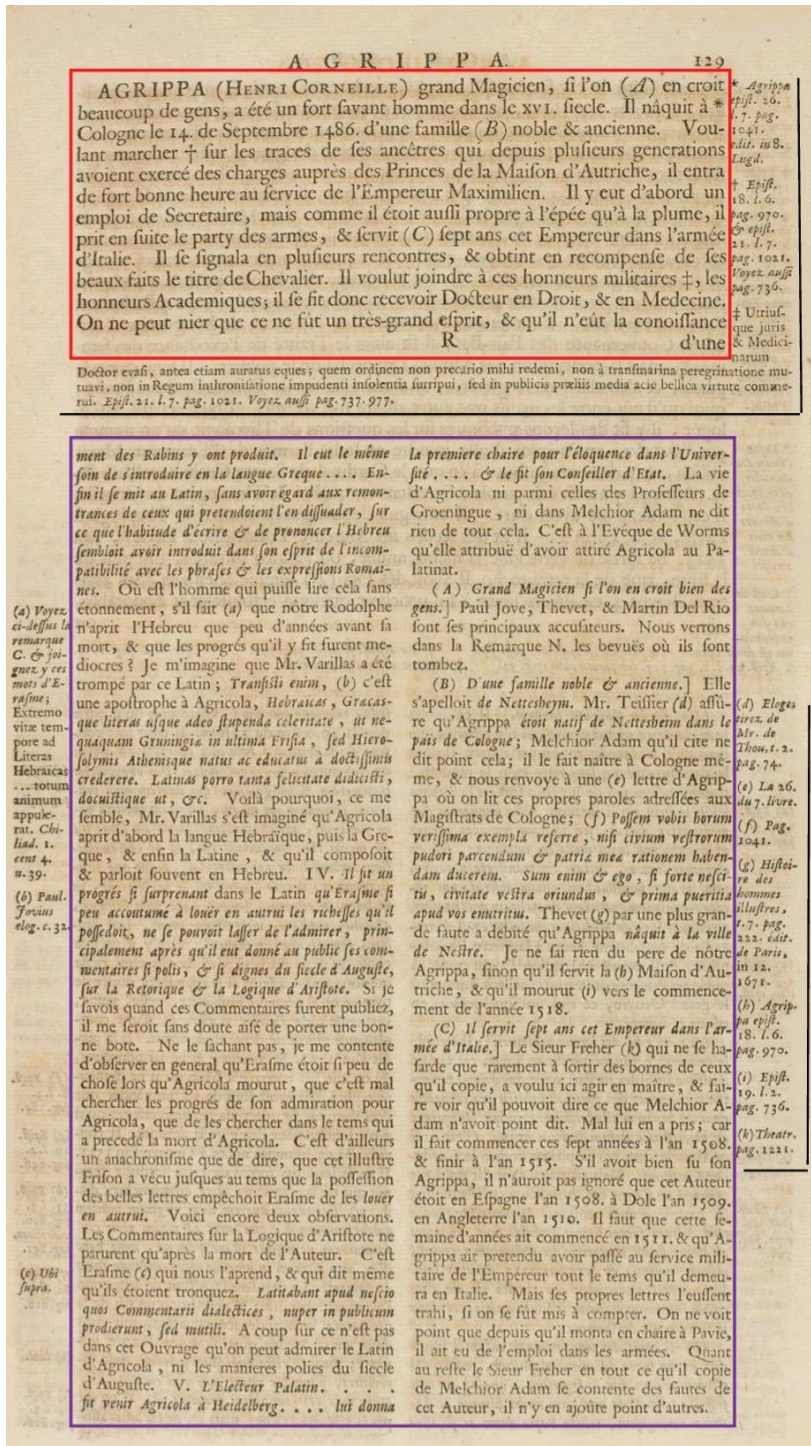 AGRIPPA. 129
AGRIPPA (HENRI CORNEILLE) grand Magicien, ſi l'on (A) en croit
beaucoup de gens, a été un fort ſavant homme dans le XVI. ſiecle. Il nâquit à *
Cologne le 14. de Septembre 1486. d'une famille (B) noble & ancienne. Vou-
lant marcher † ſur les traces de ſes ancêtres qui depuis pluſieurs generations
avoient exercé des charges auprès des Princes de la Maiſon d'Autriche, il entra
de fort bonne heure au ſervice de l'Empereur Maximilien. Il y eut d'abord un
emploi de Secretaire, mais comme il étoit auſſi propre à l'épée qu'à la plume, il
prit en ſuite le party des armes, & ſervit (C) ſept ans cet Empereur dans l'armée
d'Italie. Il ſe ſignala en pluſieurs rencontres, & obtint en recompenſe de ſes
beaux faits le titre de Chevalier. Il voulut joindre à ces honneurs militaires ‡, les
honneurs Academiques; il ſe fit donc recevoir Docteur en Droit, & en Medecine.
On ne peut nier que ce ne fût un très-grand eſprit, & qu'il n'eût la conoiſſance
R d'une
* Agrippa
epiſt. 26.
l. 7. pag.
1041.
edit. in 8.
Lugd.
† Epiſt.
18. l. 6.
pag. 970.
& epiſt.
21. l. 7.
pag. 1021.
Voyez auſſi
pag. 736.
‡ Utriuſ-
que juris
& Medici-
narum
Doctor evaſi, antea etiam auratus eques; quem ordinem non precario mihi redemi, non à tranſmarina peregrinatione mu-
tuavi, non in Regum inthroniſatione impudenti inſolentia ſurripui, ſed in publicis præliis media acie bellica virtute comme-
rui. Epiſt. 21. l. 7. pag. 1021. Voyez auſſi pag. 737. 977.
ment des Rabins y ont produit. Il eut le même
ſoin de s'introduire en la langue Greque .... En-
fin il ſe mit au Latin, ſans avoir égard aux remon-
trances de ceux qui pretendoient l'en diſſuader, ſur
ce que l'habitude d'écrire & de prononcer l'Hebreu
ſembloit avoir introduit dans ſon eſprit de l'incom-
patibilité avec les phraſes & les expreſſions Romai-
nes. Où eſt l'homme qui puiſſe lire cela ſans
étonnement, s'il ſait (a) que nôtre Rodolphe
n'aprit l'Hebreu que peu d'années avant ſa
mort, & que les progrés qu'il y fit furent me-
diocres? Je m'imagine que Mr. Varillas a été
trompé par ce Latin; Tranſiſti enim, (b) c'eſt
une apoſtrophe à Agricola, Hebraicas, Græcas-
que literas uſque adeo ſtupenda celeritate, ut ne-
quaquam Gruningiæ in ultima Friſia, ſed Hiero-
ſolymis Athenisque natus ac educatus à doctiſſimis
crederere. Latinas porro tanta felicitate didiciſti,
docuiſtique ut, &c. Voilà pourquoi, ce me
ſemble, Mr. Varillas s'eſt imaginé qu'Agricola
aprit d'abord la langue Hebraïque, puis la Gre-
que, & enfin la Latine, & qu'il compoſoit
& parloit ſouvent en Hebreu. IV. Il fit un
progrés ſi ſurprenant dans le Latin qu'Eraſme ſi
peu accoutumé à louër en autrui les richeſſes qu'il
poſſedoit, ne ſe pouvoit laſſer de l'admirer, prin-
cipalement après qu'il eut donné au public ſes com-
mentaires ſi polis, & ſi dignes du ſiecle d'Auguſte,
ſur la Retorique & la Logique d'Ariſtote. Si je
ſavois quand ces Commentaires furent publiez,
il me ſeroit ſans doute aiſé de porter une bon-
ne bote. Ne le ſachant pas, je me contente
d'obſerver en general qu'Eraſme étoit ſi peu de
choſe lors qu'Agricola mourut, que c'eſt mal
chercher les progrés de ſon admiration pour
Agricola, que de les chercher dans le tems qui
a precedé la mort d'Agricola. C'eſt d'ailleurs
un anachroniſme que de dire, que cet illuſtre
Friſon a vécu juſques au tems que la poſſeſſion
des belles lettres empêchoit Eraſme de les louër
en autrui. Voici encore deux obſervations.
Les Commentaires ſur la Logique d'Ariſtote ne
parurent qu'après la mort de l'Auteur. C'eſt
Eraſme (c) qui nous l'aprend, & qui dit même
qu'ils étoient tronquez. Latitabant apud neſcio
quos Commentarii dialectices, nuper in publicum
prodierunt, ſed mutili. A coup ſûr ce n'eſt pas
dans cet Ouvrage qu'on peut admirer le Latin
d'Agricola, ni les manieres polies du ſiecle
d'Auguſte. V. L'Electeur Palatin. . . . .
fit venir Agricola à Heidelberg. . . . lui donna
(a) Voyez
ci-deſſus la
remarque
C. & joi-
gnez y ces
mots d'E-
raſme;
Extremo
vitæ tem-
pore ad
Literas
Hebraicas
... totum
animum
appule-
rat. Chi-
liad. 1.
cent 4.
n. 39.
(b) Paul.
Jovius
elog. c. 32.
(c) Ubi
ſupra.
la premiere chaire pour l'éloquence dans l'Univer-
ſité .... & le fit ſon Conſeiller d'Etat. La vie
d'Agricola ni parmi celles des Profeſſeurs de
Groeningue, ni dans Melchior Adam ne dit
rien de tout cela. C'eſt à l'Evéque de Worms
qu'elle attribuë d'avoir attiré Agricola au Pa-
latinat.
(A) Grand Magicien ſi l'on en croit bien des
gens.] Paul Jove, Thevet, & Martin Del Rio
ſont ſes principaux accuſateurs. Nous verrons
dans la Remarque N. les bevuës où ils ſont
tombez.
(B) D'une famille noble & ancienne.] Elle
s'apelloit de Nettesheym. Mr. Teiſſier (d) aſſû-
re qu'Agrippa étoit natif de Nettesheim dans le
païs de Cologne; Melchior Adam qu'il cite ne
dit point cela; il le fait naître à Cologne mê-
me, & nous renvoye à une (e) lettre d'Agrip-
pa où on lit ces propres paroles adreſſées aux
Magiſtrats de Cologne; (f) Poſſem vobis horum
veriſſima exempla referre, niſi civium veſtrorum
pudori parcendum & patriæ meæ rationem haben-
dam ducerem. Sum enim & ego, ſi forte neſci-
tis, civitate veſtra oriundus, & prima pueritia
apud vos enutritus. Thevet (g) par une plus gran-
de faute a debité qu'Agrippa nâquit à la ville
de Neſtre. Je ne ſai rien du pere de nôtre
Agrippa, ſinon qu'il ſervit la (h) Maiſon d'Au-
triche, & qu'il mourut (i) vers le commence-
ment de l'année 1518.
(C) Il ſervit ſept ans cet Empereur dans l'ar-
mée d'Italie.] Le Sieur Freher (k) qui ne ſe ha-
ſarde que rarement à ſortir des bornes de ceux
qu'il copie, a voulu ici agir en maître, & fai-
re voir qu'il pouvoit dire ce que Melchior A-
dam n'avoit point dit. Mal lui en a pris; car
il fait commencer ces ſept années à l'an 1508.
& finir à l'an 1515. S'il avoit bien ſu ſon
Agrippa, il n'auroit pas ignoré que cet Auteur
étoit en Eſpagne l'an 1508. à Dole l'an 1509.
en Angleterre l'an 1510. Il faut que cette ſe-
maine d'années ait commencé en 1511. & qu'A-
grippa ait pretendu avoir paſſé au ſervice mili-
taire de l'Empereur tout le tems qu'il demeu-
ra en Italie. Mais ſes propres lettres l'euſſent
trahi, ſi on ſe fût mis à compter. On ne voit
point que depuis qu'il monta en chaire à Pavie,
il ait eu de l'emploi dans les armées. Quant
au reſte le Sieur Freher en tout ce qu'il copie
de Melchior Adam ſe contente des fautes de
cet Auteur, il n'y en ajoûte point d'autres.
(d) Eloges
tirez de
Mr. de
Thou, t. 2.
pag. 74.
(e) La 26.
du 7. livre.
(f) Pag.
1041.
(g) Hiſtoi-
re des
hommes
illuſtres,
t. 7. pag.
222. édit.
de Paris,
in 12.
1671.
(h) Agrip-
pa epiſt.
18. l. 6.
pag. 970.
(i) Epiſt.
19. l. 2.
pag. 736.
(k) Theatr.
pag. 1221.